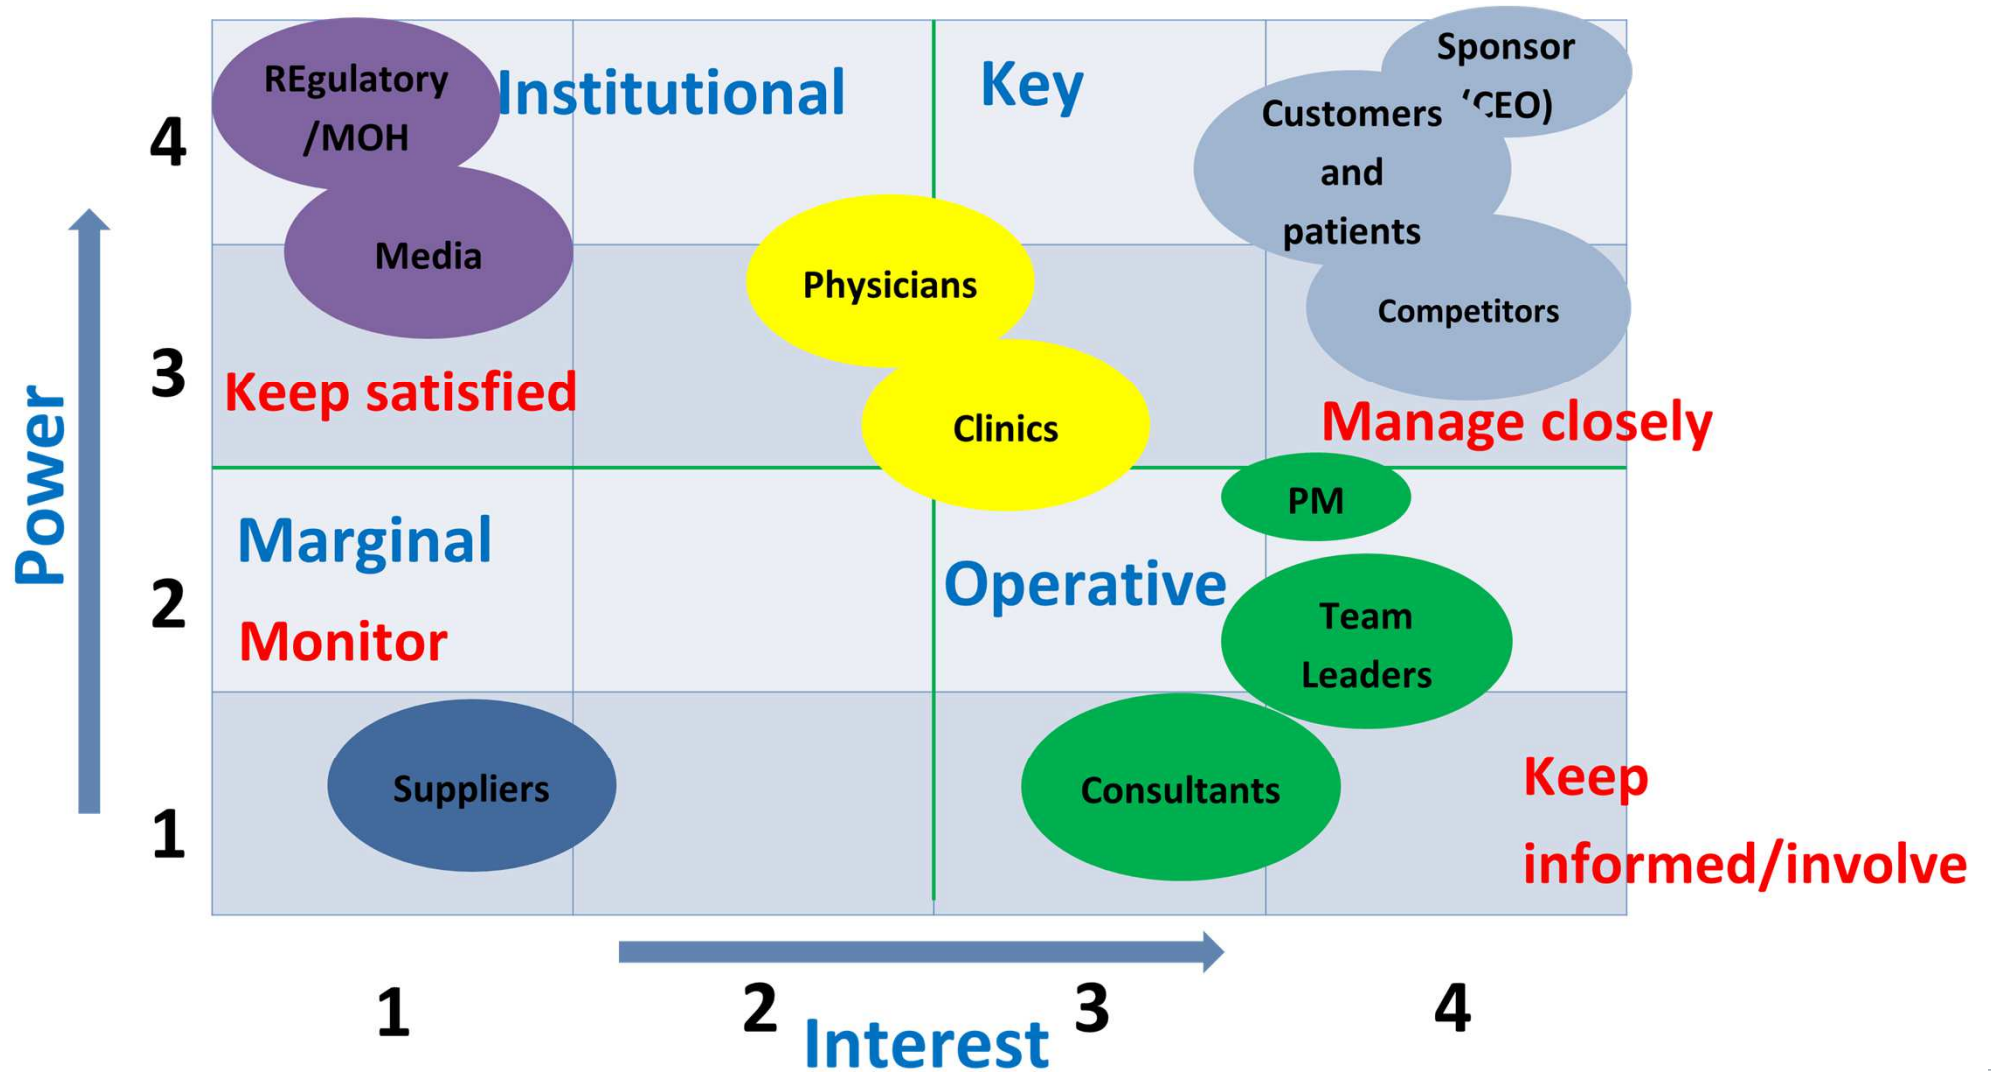 REgulatory
/MOH
Institutional
Key
Sponsor
(CEO)
Customers
and
patients
4
Media
Physicians
Competitors
3
Keep satisfied
Clinics
Manage closely
Power
PM
Marginal
Operative
2
Monitor
Team
Leaders
Suppliers
Consultants
Keep
informed/involve
1
1
2
3
4
Interest